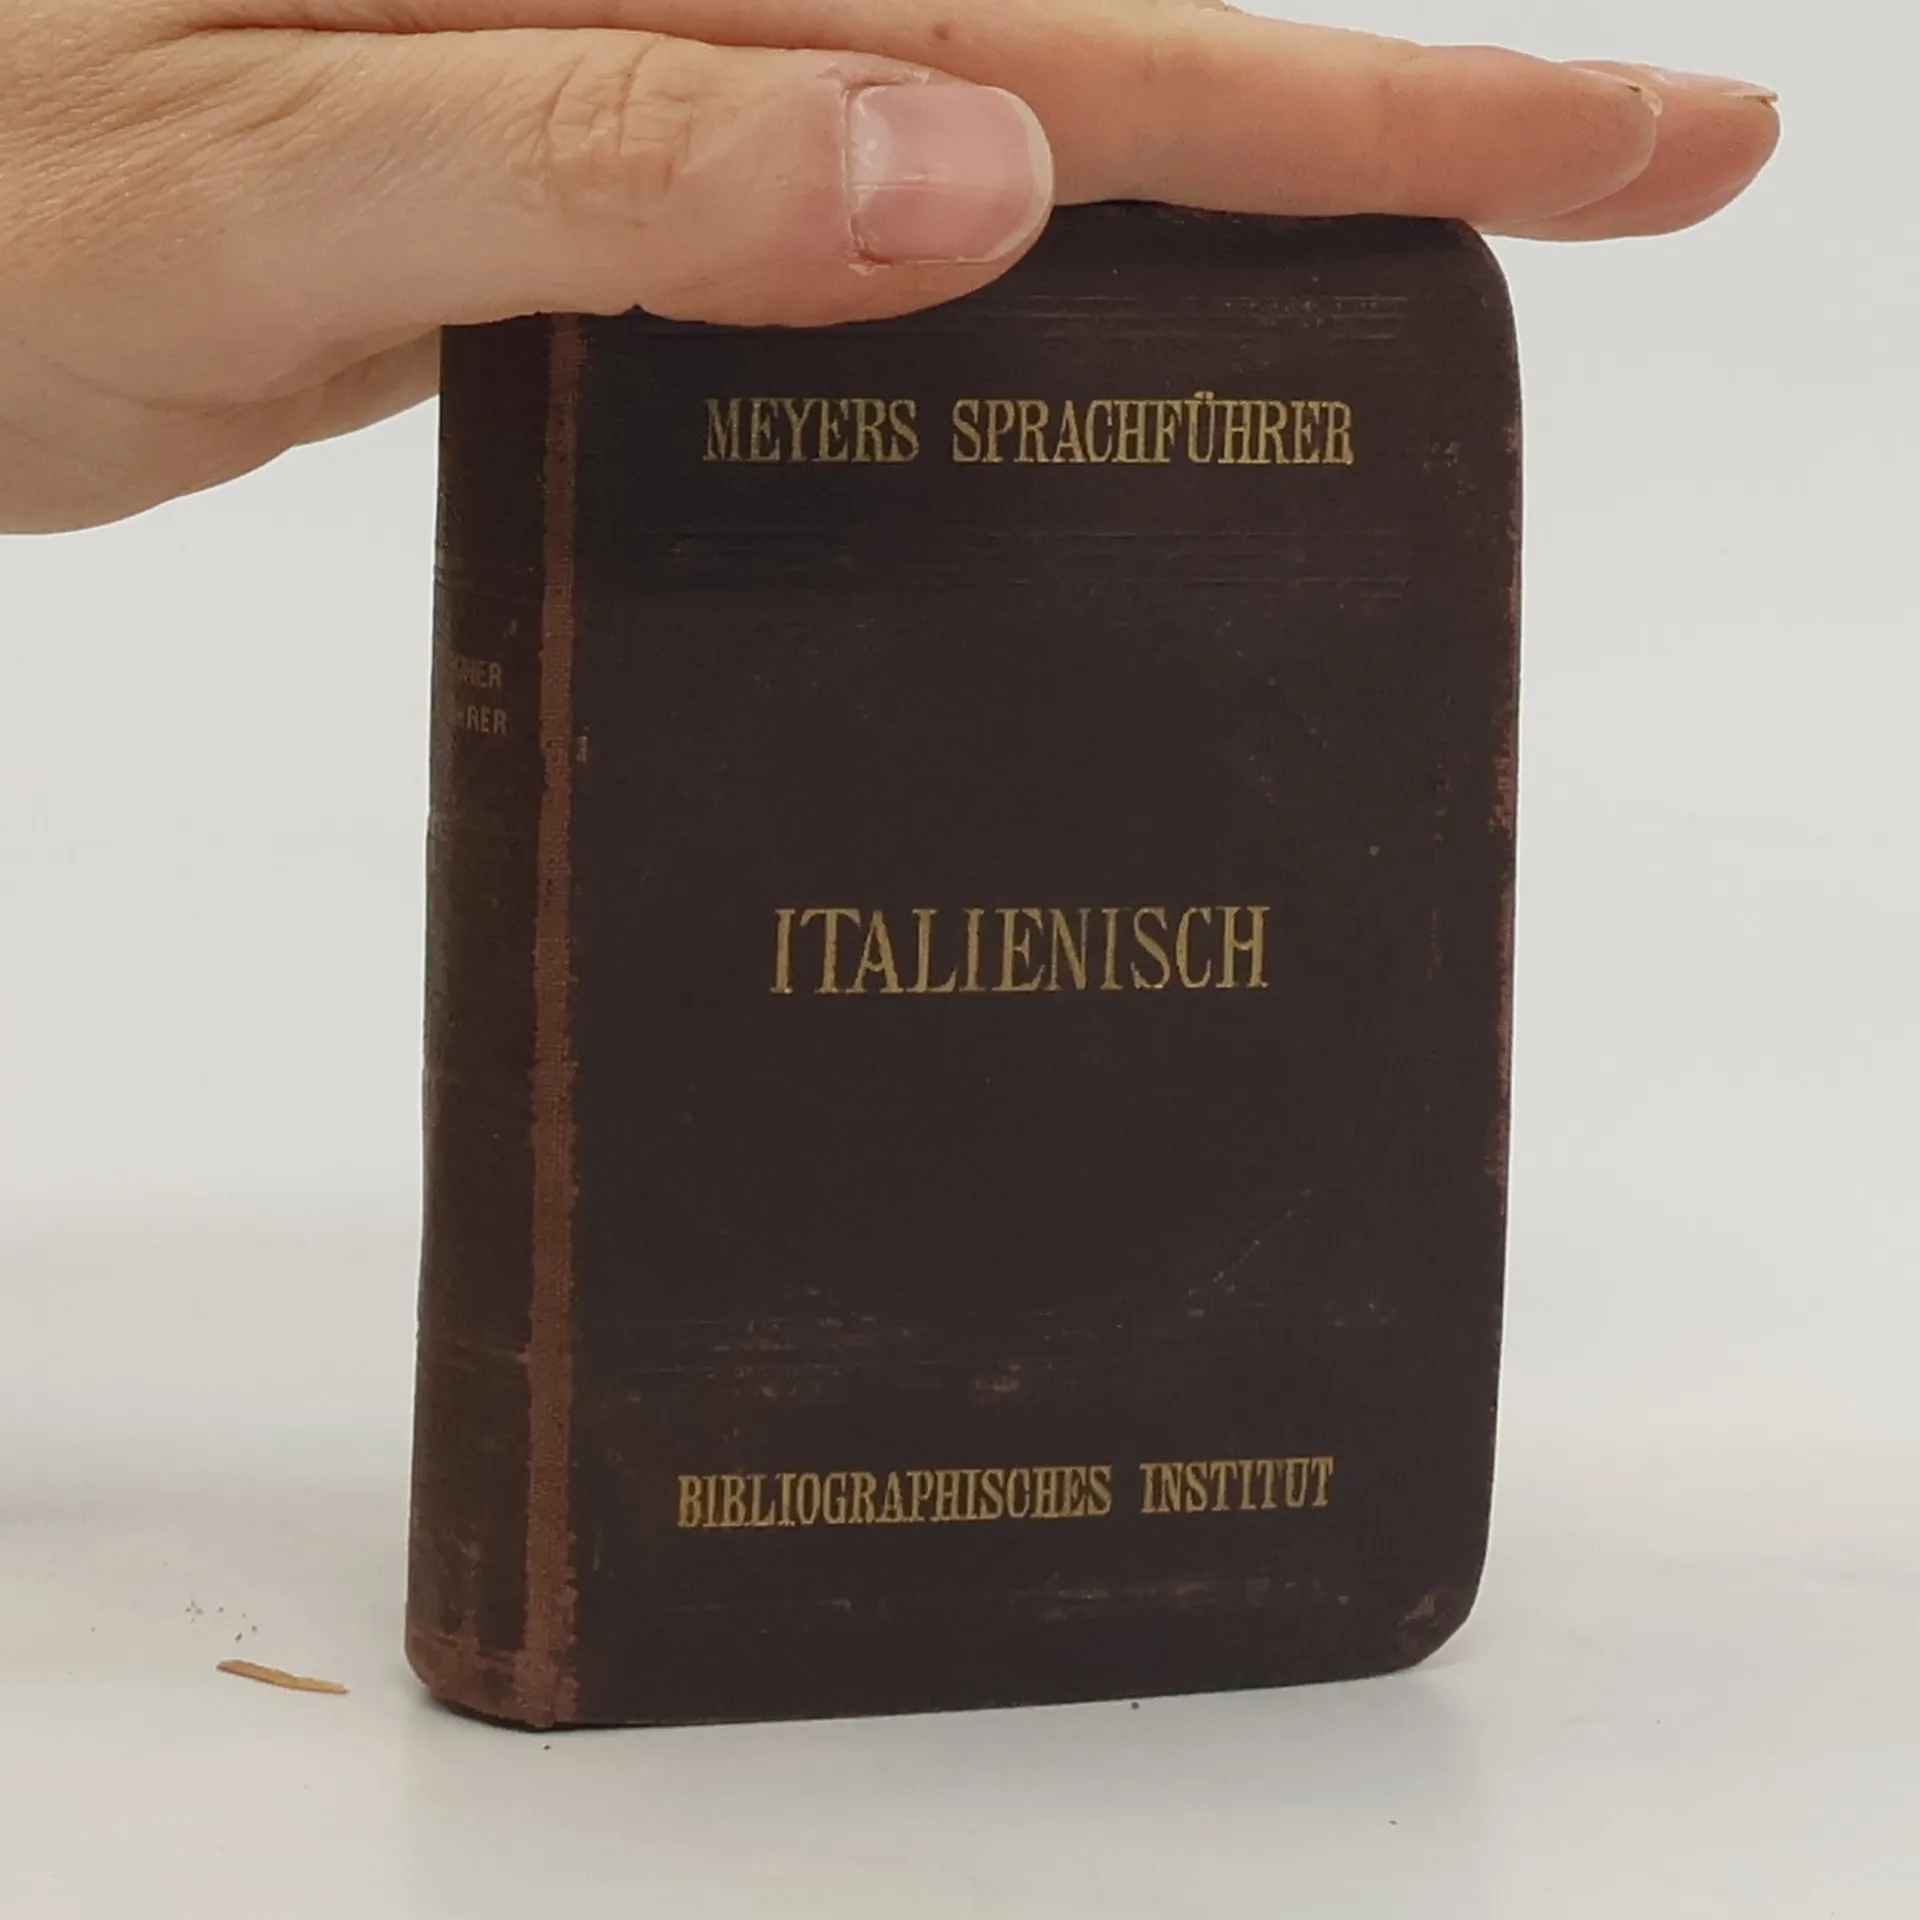 MEYERS SPRACHFÜHRER
ITALIENISCH
BIBLIOGRAPHISCHES INSTITUT